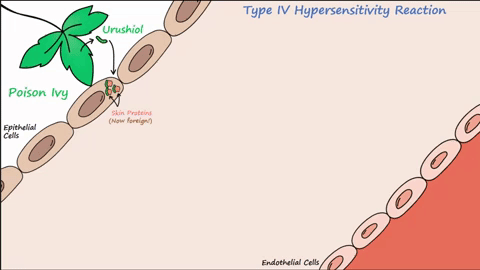 Type IV Hypersensitivity Reaction
Urushiol
Poison Ivy
Skin Proteins
(Now foreign!)
Epithelial
Cells
Endothelial Cells